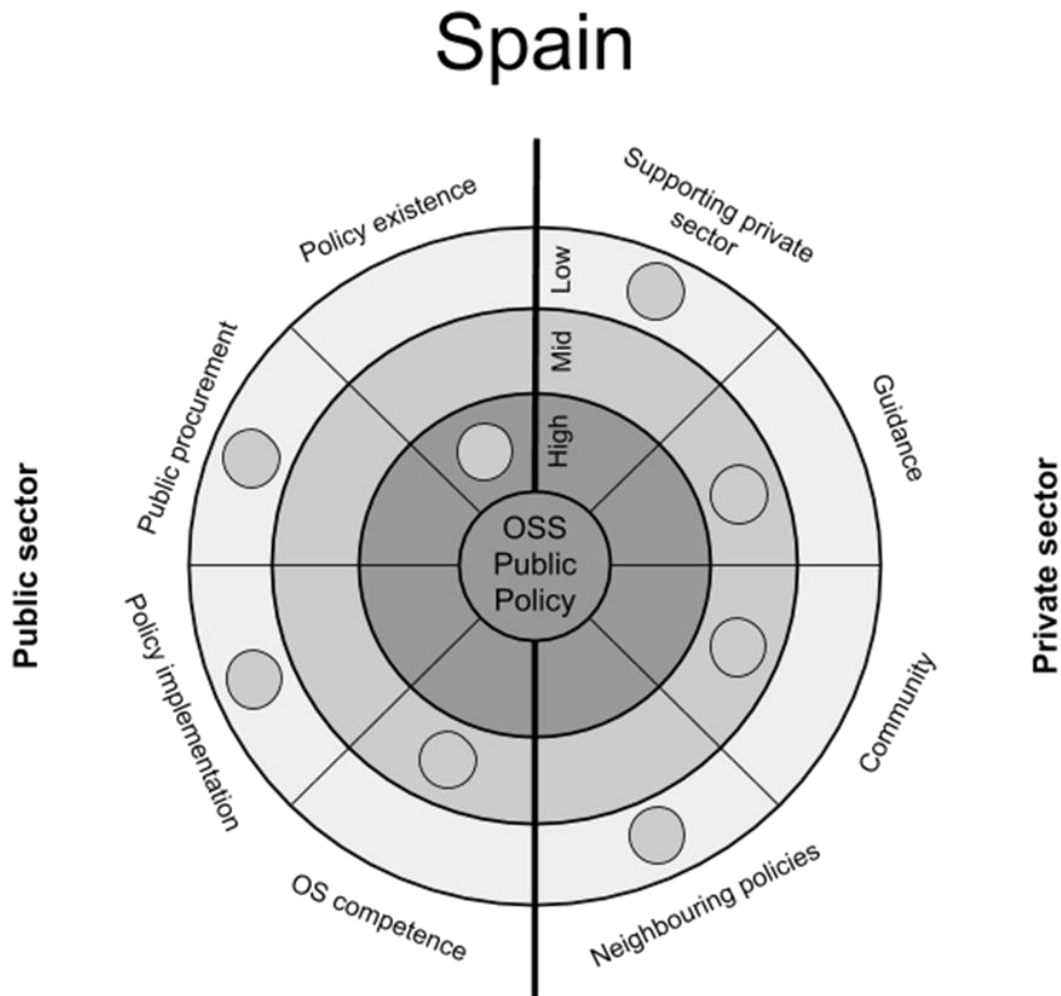 Spain
Policy existence
Supporting private
sector
Low
Mid
High
Public procurement
Guidance
OSS
Public
Policy
Public sector
Private sector
Policy implementation
Community
OS competence
Neighbouring policies